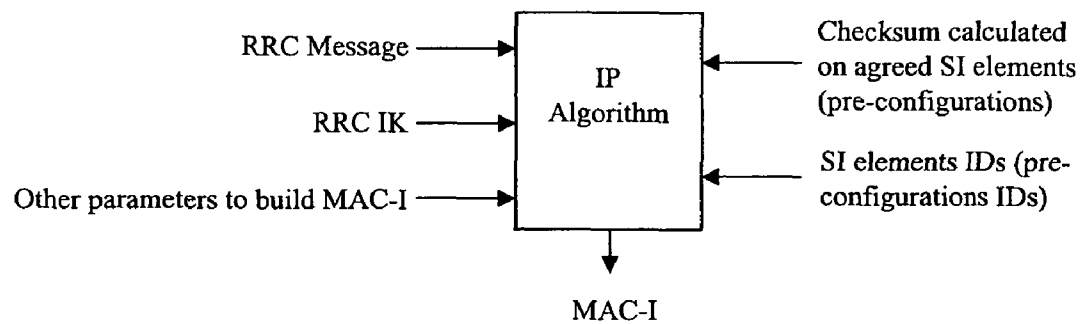 RRC Message
RRC IK
Other parameters to build MAC-I
IP
Algorithm
Checksum calculated
on agreed SI elements
(pre-configurations)
SI elements IDs (pre-
configurations IDs)
MAC-I